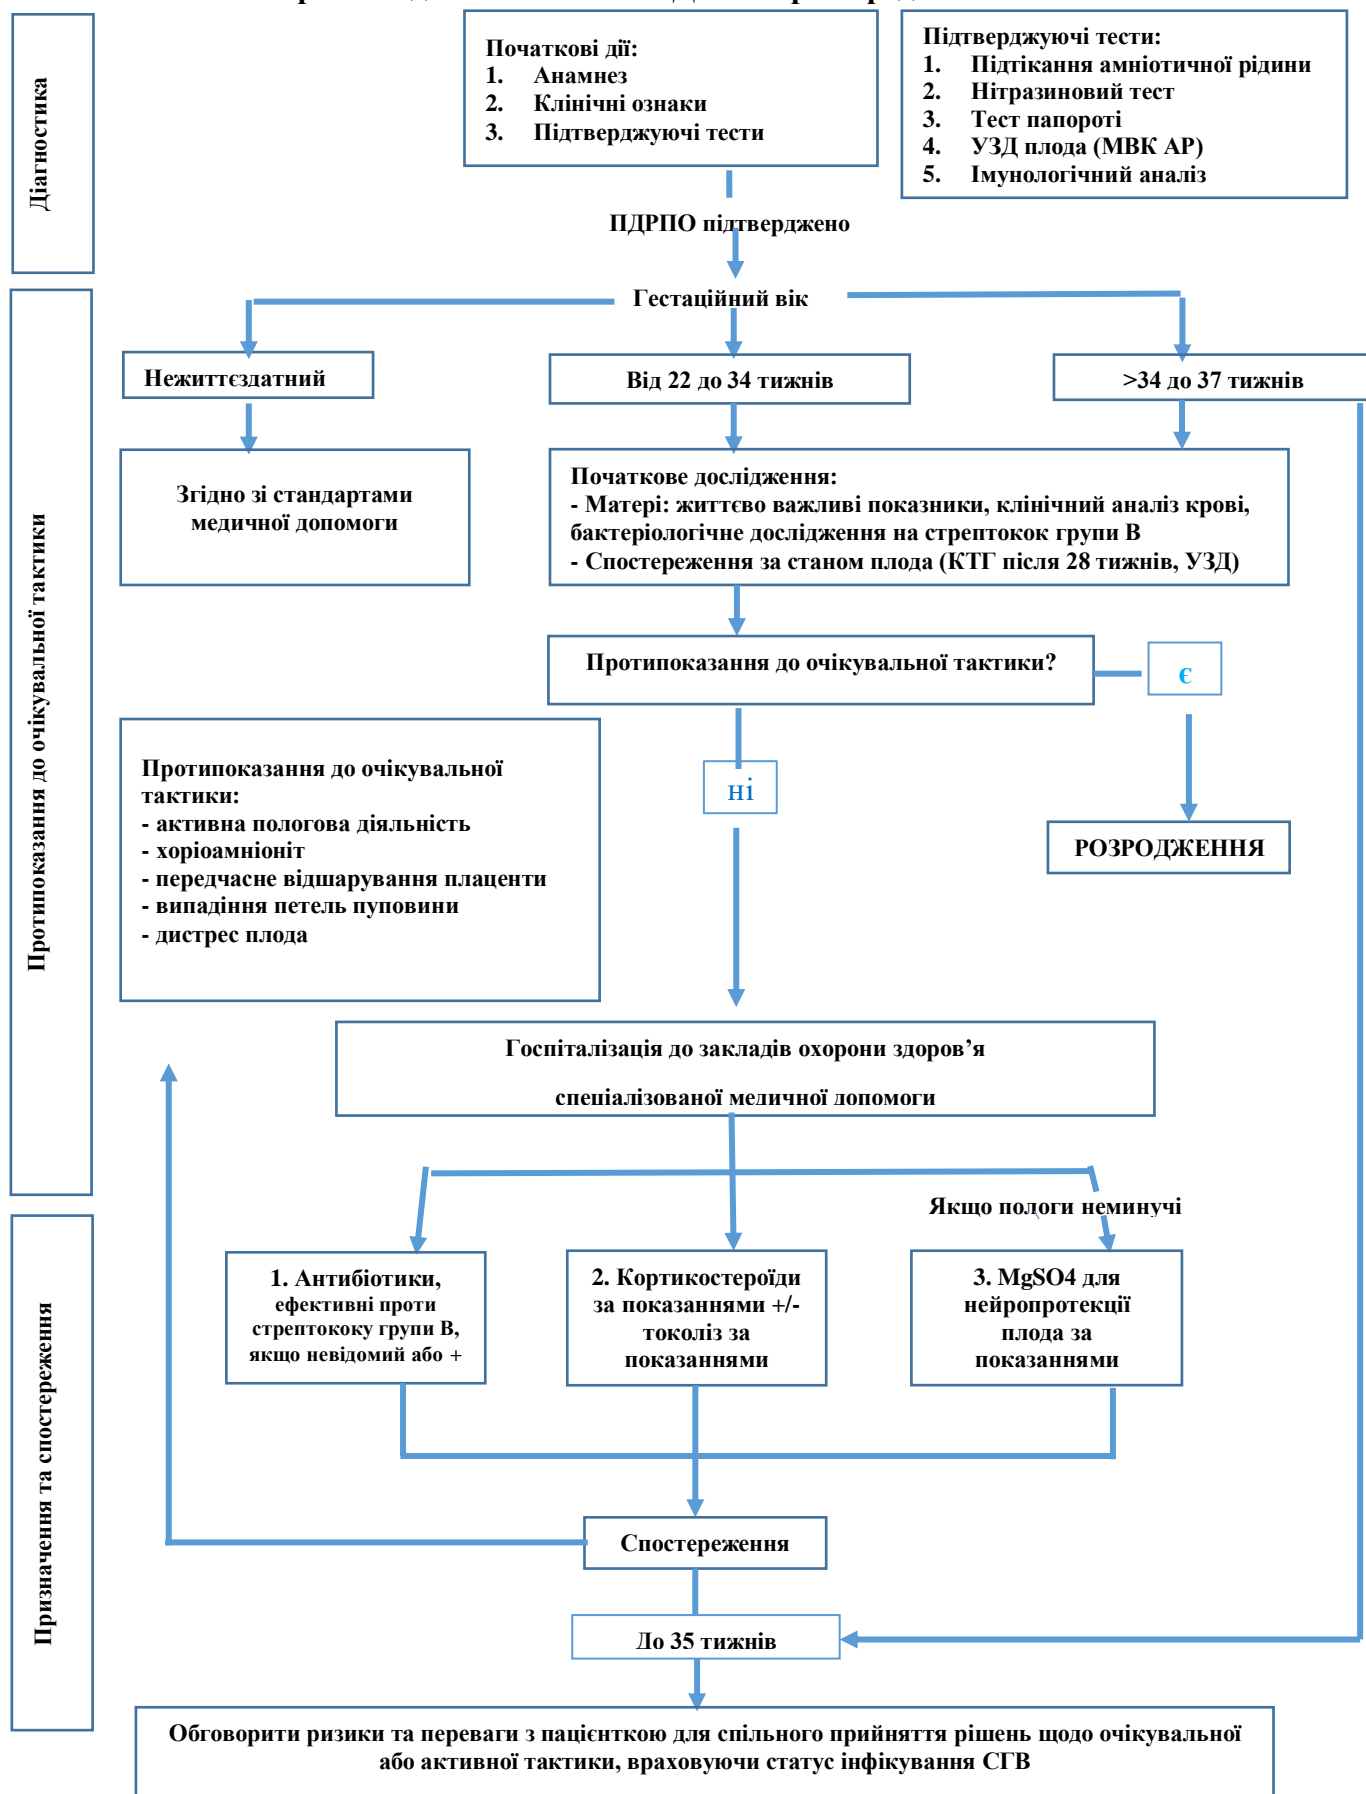 Діагностика
Початкові дії:
1. Анамнез
2. Клінічні ознаки
3. Підтверджуючі тести
Підтверджуючі тести:
1. Підтікання амніотичної рідини
2. Нітразиновий тест
3. Тест папороті
4. УЗД плода (МВК АР)
5. Імунологічний аналіз
ПДРПО підтверджено
Протипоказання до очікувальної тактики
Гестаційний вік
Нежиттєздатний
Від 22 до 34 тижнів
>34 до 37 тижнів
Згідно зі стандартами
медичної допомоги
Початкове дослідження:
- Матері: життєво важливі показники, клінічний аналіз крові,
бактеріологічне дослідження на стрептокок групи В
- Спостереження за станом плода (КТГ після 28 тижнів, УЗД)
Протипоказання до очікувальної тактики?
є
ні
РОЗРОДЖЕННЯ
Протипоказання до очікувальної
тактики:
- активна пологова діяльність
- хоріоамніоніт
- передчасне відшарування плаценти
- випадіння петель пуповини
- дистрес плода
Госпіталізація до закладів охорони здоров’я
спеціалізованої медичної допомоги
Призначення та спостереження
Якщо пологи неминучі
1. Антибіотики,
ефективні проти
стрептококу групи В,
якщо невідомий або +
2. Кортикостероїди
за показаннями +/-
токоліз за
показаннями
3. MgSO4 для
нейропротекції
плода за
показаннями
Спостереження
До 35 тижнів
Обговорити ризики та переваги з пацієнткою для спільного прийняття рішень щодо очікувальної
або активної тактики, враховуючи статус інфікування СГВ